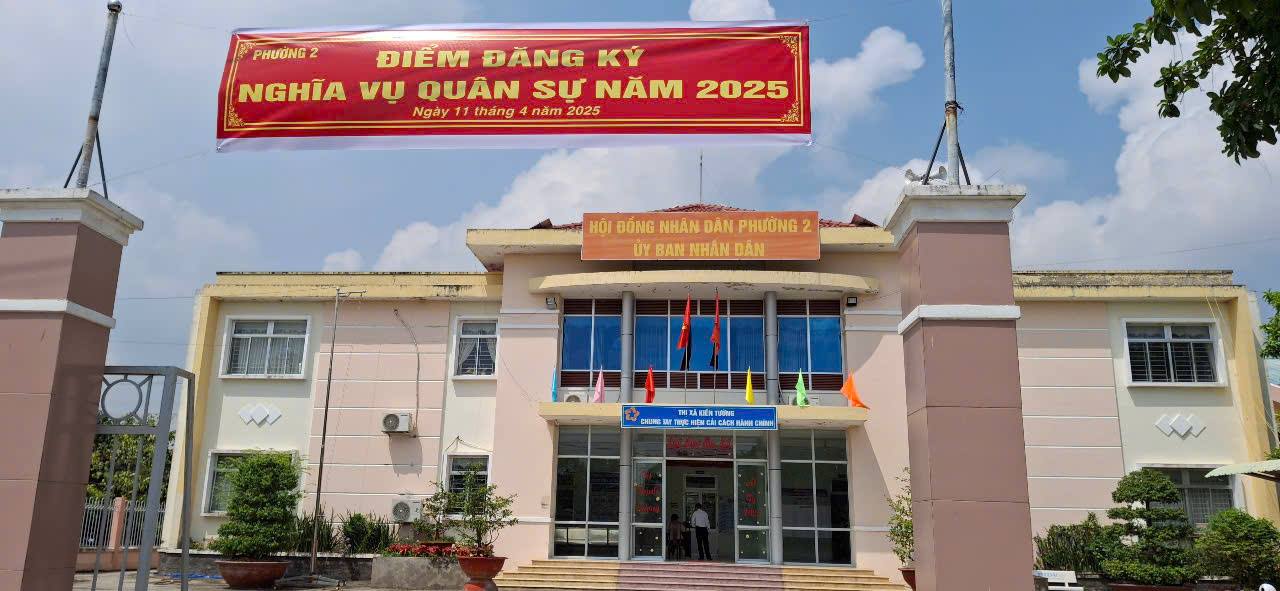 PHƯỜNG 2
ĐIỂM ĐĂNG KÝ
NGHĨA VỤ QUÂN SỰ NĂM 2025
Ngày 11 tháng 4 năm 2025
HỘI ĐỒNG NHÂN DÂN PHƯỜNG 2
ỦY BAN NHÂN DÂN
THỊ XÃ KIẾN TƯỜNG
CHUNG TAY THỰC HIỆN CẢI CÁCH HÀNH CHÍNH